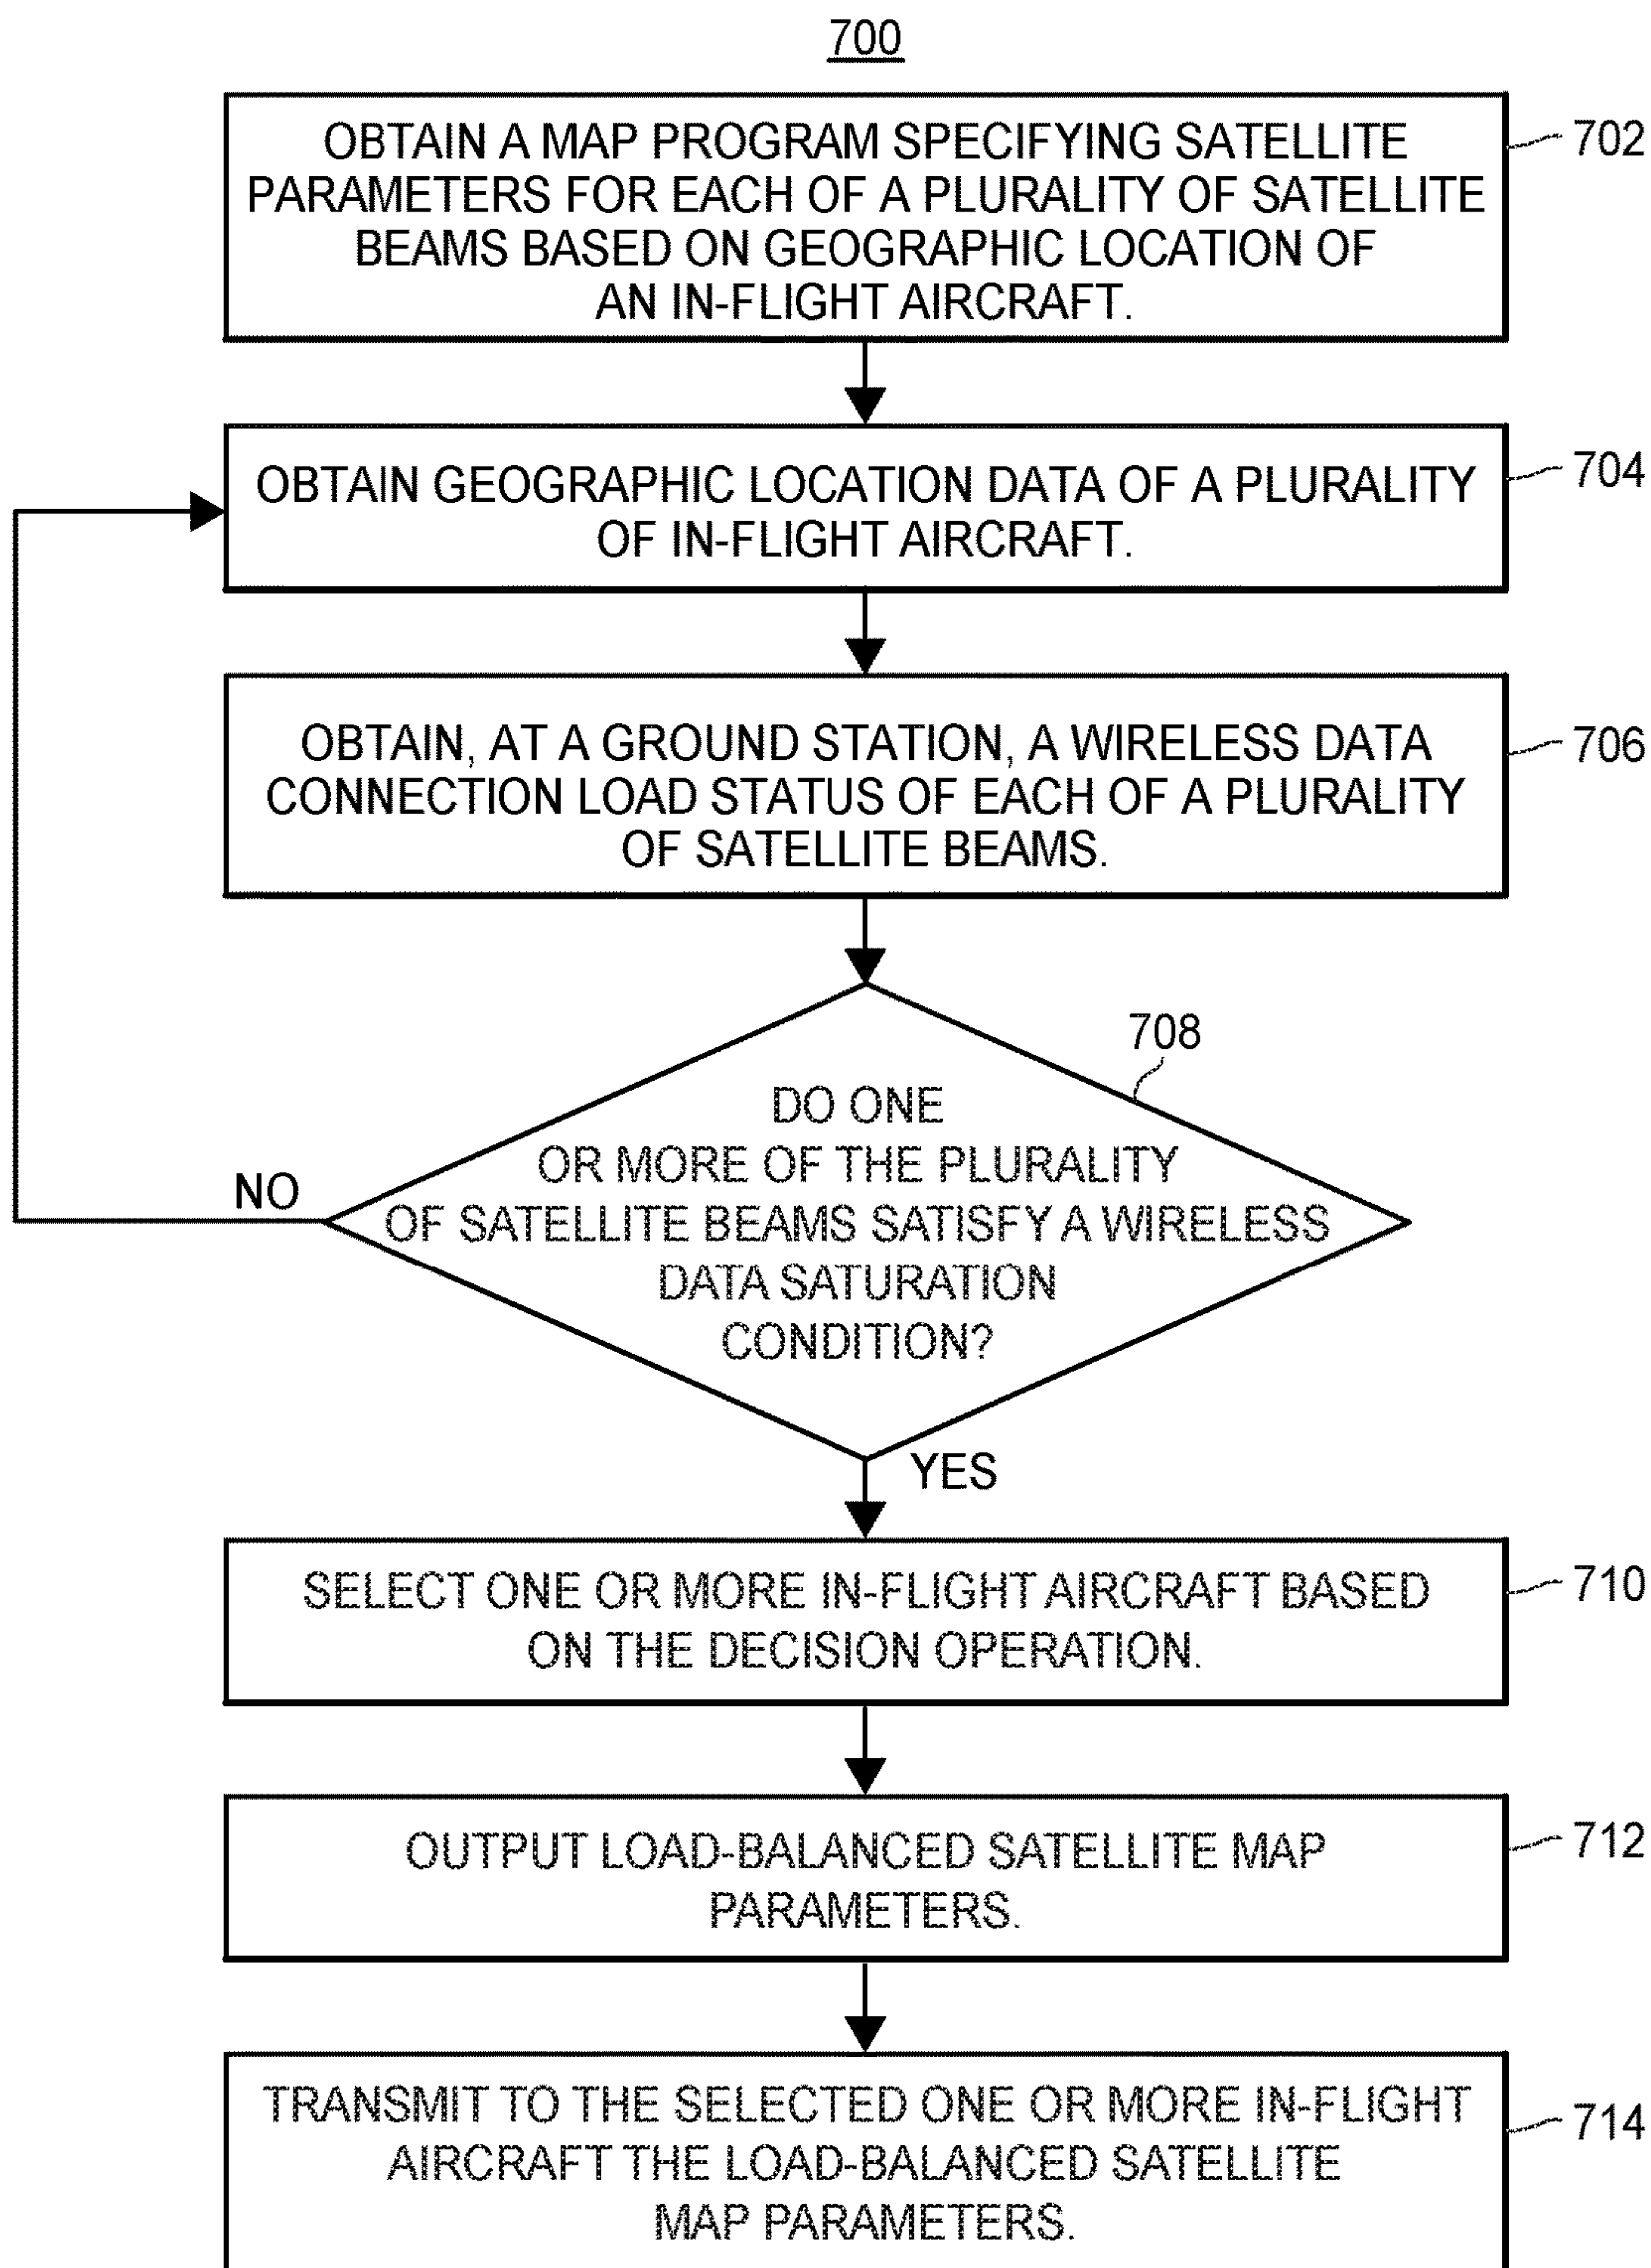 700
OBTAIN A MAP PROGRAM SPECIFYING SATELLITE
PARAMETERS FOR EACH OF A PLURALITY OF SATELLITE
BEAMS BASED ON GEOGRAPHIC LOCATION OF
AN IN-FLIGHT AIRCRAFT.
702
OBTAIN GEOGRAPHIC LOCATION DATA OF A PLURALITY
OF IN-FLIGHT AIRCRAFT.
704
OBTAIN, AT A GROUND STATION, A WIRELESS DATA
CONNECTION LOAD STATUS OF EACH OF A PLURALITY
OF SATELLITE BEAMS.
706
708
DO ONE
OR MORE OF THE PLURALITY
OF SATELLITE BEAMS SATISFY A WIRELESS
DATA SATURATION
CONDITION?
NO
YES
SELECT ONE OR MORE IN-FLIGHT AIRCRAFT BASED
ON THE DECISION OPERATION.
710
OUTPUT LOAD-BALANCED SATELLITE MAP
PARAMETERS.
712
TRANSMIT TO THE SELECTED ONE OR MORE IN-FLIGHT
AIRCRAFT THE LOAD-BALANCED SATELLITE
MAP PARAMETERS.
714